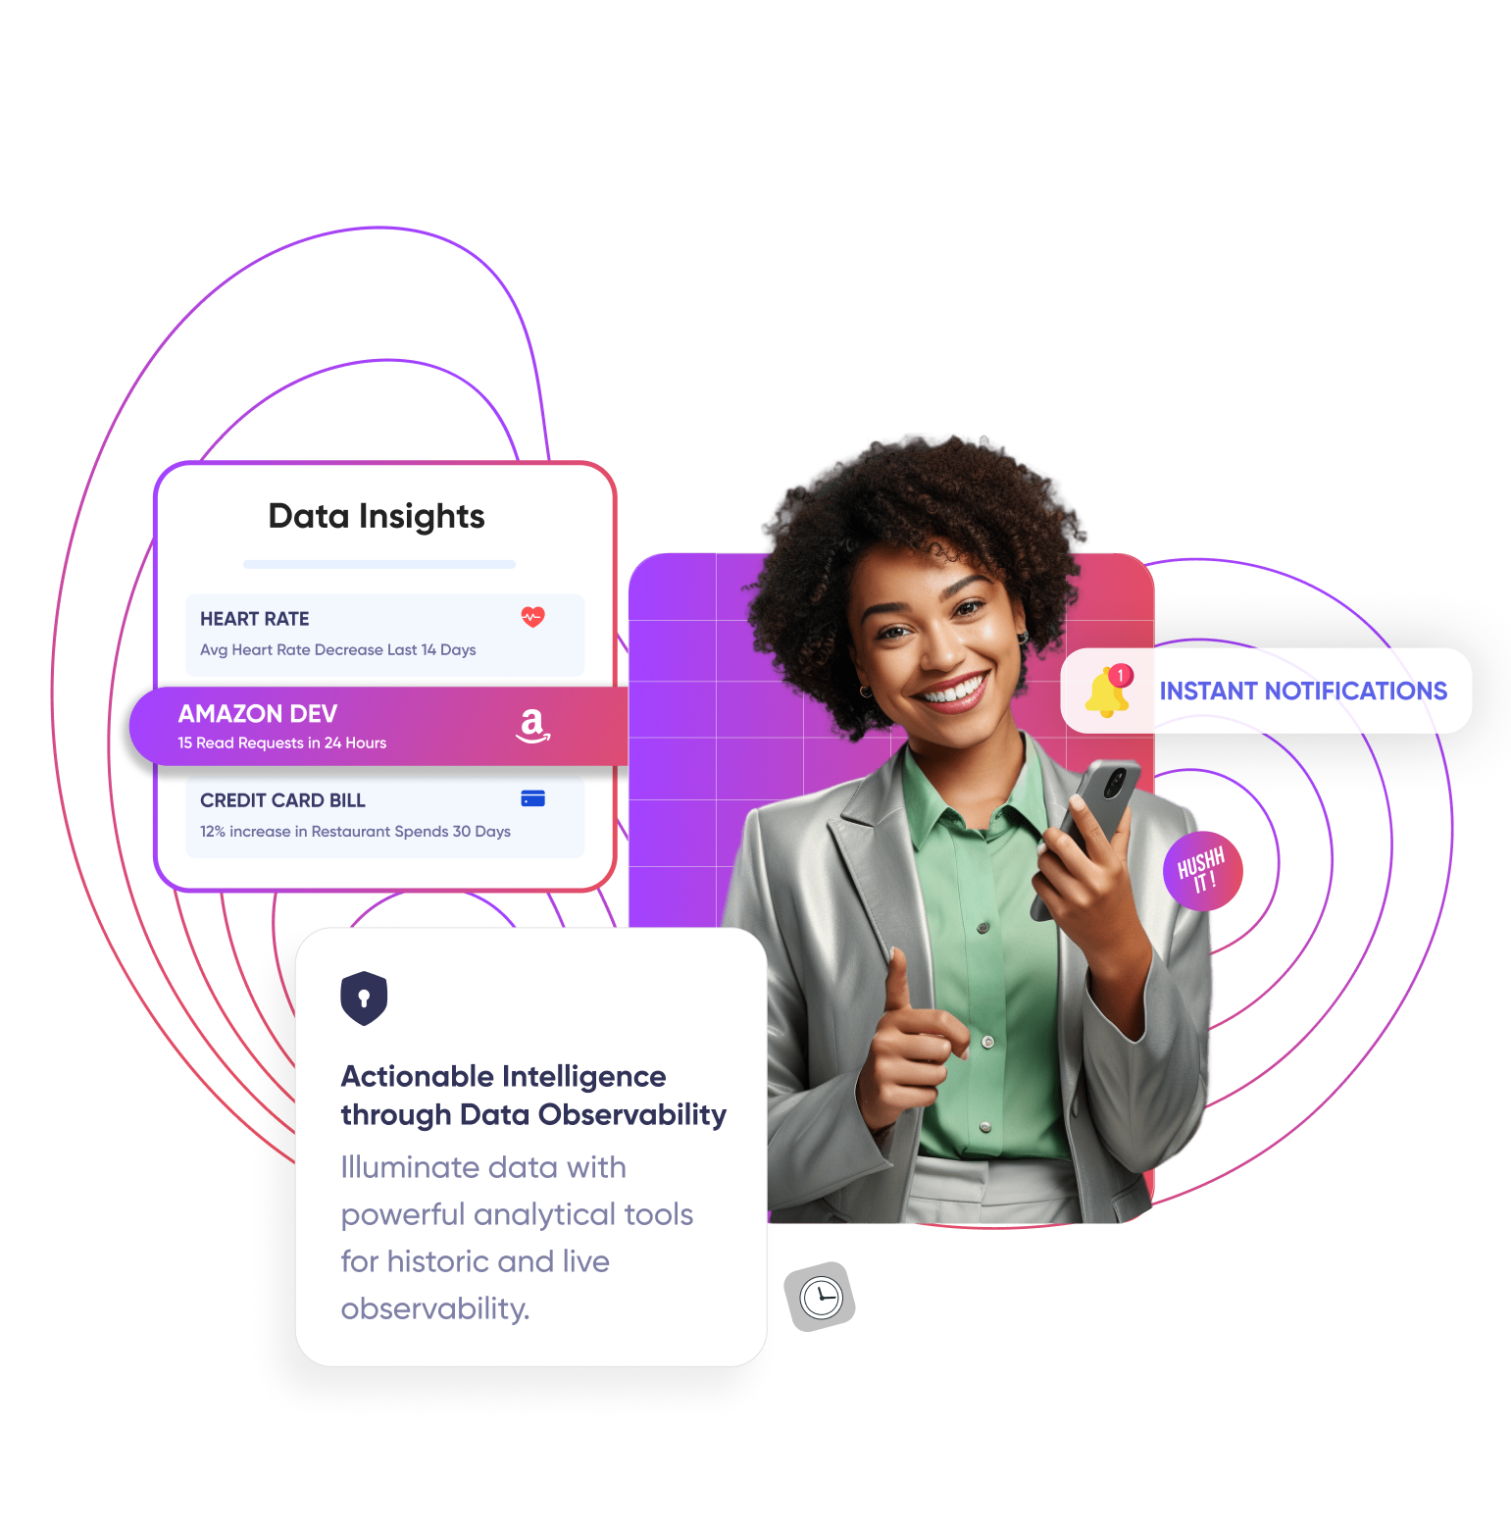 Data Insights
HEART RATE
Avg Heart Rate Decrease Last 14 Days
AMAZON DEV
a
15 Read Requests in 24 Hours
CREDIT CARD BILL
12% increase in Restaurant Spends 30 Days
1
INSTANT NOTIFICATIONS
HUSHH
IT !
Actionable Intelligence
through Data Observability
Illuminate data with
powerful analytical tools
for historic and live
observability.